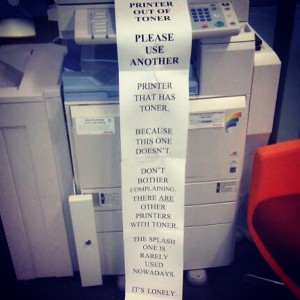 PRINTER
OUT OF
TONER
PLEASE
USE
ANOTHER
PRINTER
THAT HAS
TONER,
BECAUSE
THIS ONE
DOESN'T.
DON'T
BOTHER
COMPLAINING.
THERE ARE
OTHER
PRINTERS
WITH TONER.
THE SPLASH
ONE IS
RARELY
USED
NOWADAYS.
IT'S LONELY.